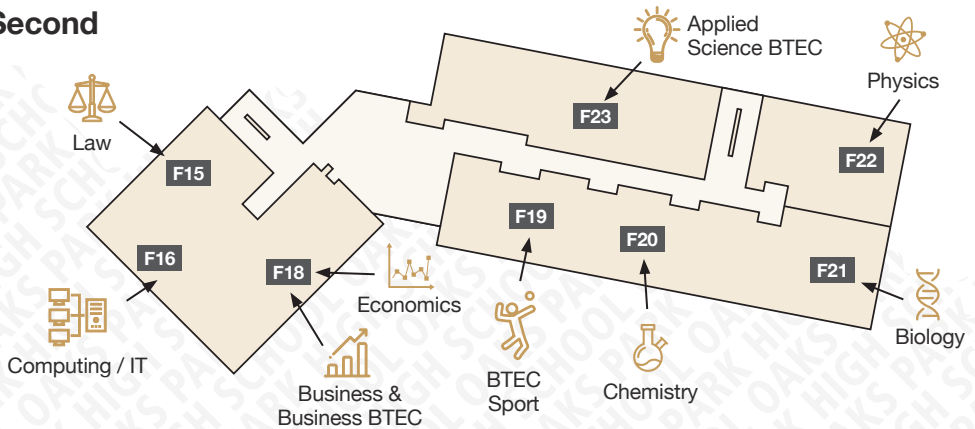 Second
Applied
Science BTEC
Physics
Law
F23
F22
F15
F19
F20
F16
F18
F21
Economics
Computing / IT
Business &
Business BTEC
BTEC
Sport
Chemistry
Biology